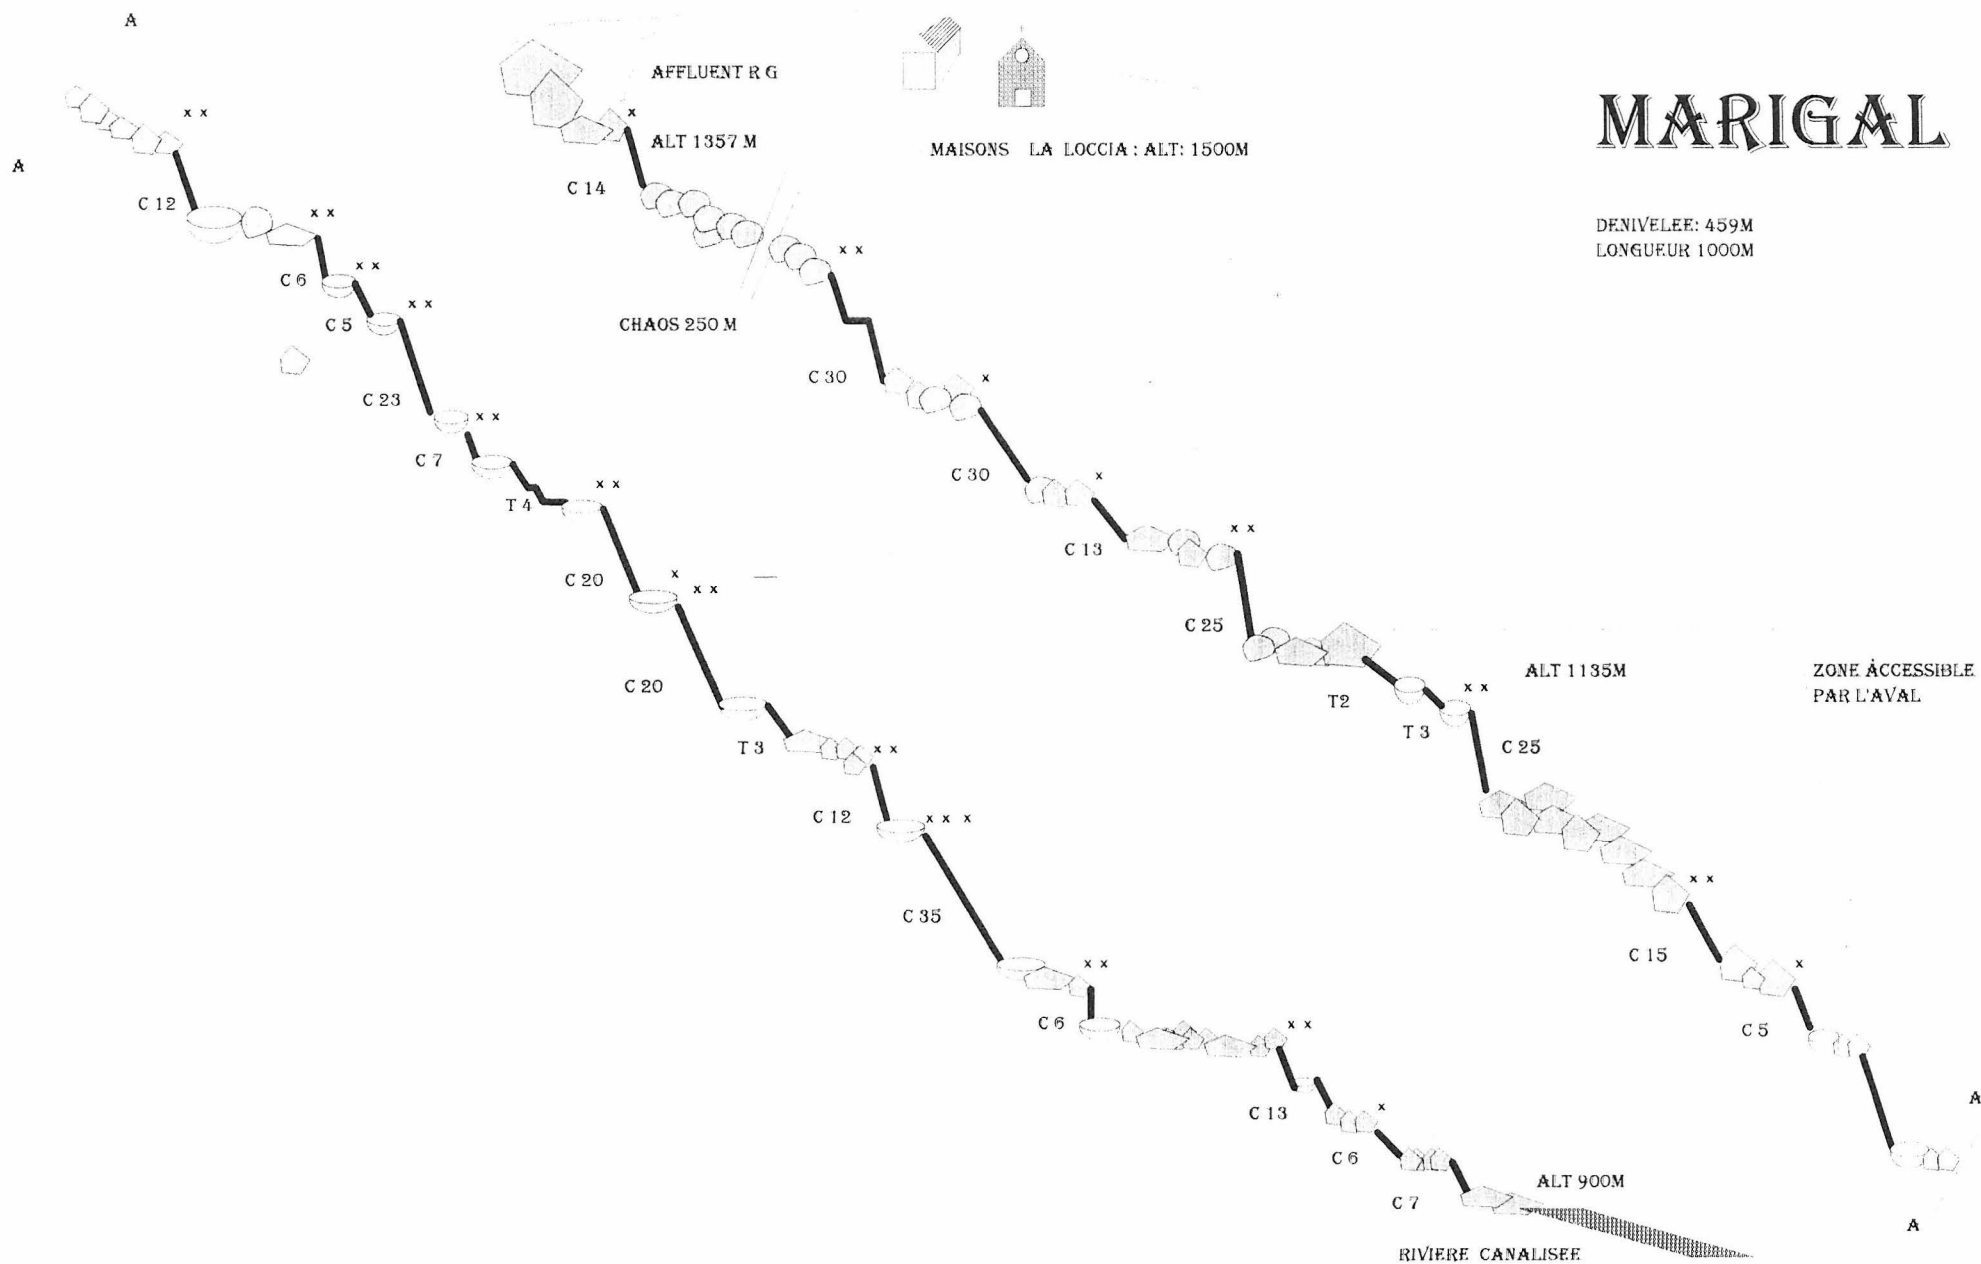 MARIGAL
DENIVELEE: 459M
LONGUEUR 1000M
MAISONS LA LOCCIA : ALT: 1500M
AFFLUENT R G
x
ALT 1357 M
C 14
CHAOS 250 M
x x
C 30
x
C 30
x
C 13
x x
C 25
ALT 1135M
ZONE ACCESSIBLE
PAR L'AVAL
T2
x x
T 3
C 25
x x
C 15
x
C 5
A
A
A
A
x x
C 12
x x
C 6
x x
C 5
x x
C 23
x x
C 7
T 4
x x
C 20
x
x x
C 20
T 3
x x
C 12
x x x
C 35
x x
C 6
x x
C 13
x
C 6
C 7
ALT 900M
RIVIERE CANALISEE